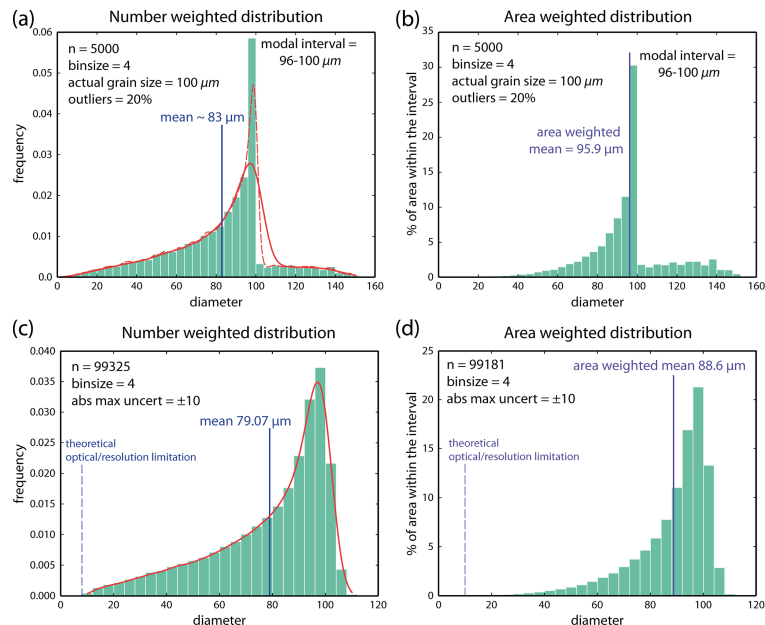 (a)
Number weighted distribution
0.06
0.05
0.04
0.03
0.02
0.01
0.0
frequency
n = 5000
binsize = 4
actual grain size = 100 µm
outliers = 20%
modal interval =
96-100 µm
mean ~ 83 µm
0
20
40
60
80
100
120
140
160
diameter
(b)
Area weighted distribution
35
30
25
20
15
10
5
0
% of area within the interval
n = 5000
binsize = 4
actual grain size = 100 µm
outliers = 20%
modal interval =
96-100 µm
area weighted
mean = 95.9 µm
0
20
40
60
80
100
120
140
160
diameter
(c)
Number weighted distribution
0.040
0.035
0.030
0.025
0.020
0.015
0.010
0.005
0.000
frequency
n = 99325
binsize = 4
abs max uncert = ±10
mean 79.07 µm
theoretical
optical/resolution limitation
0
20
40
60
80
100
120
diameter
(d)
Area weighted distribution
25
20
15
10
5
0
% of area within the interval
n = 99181
binsize = 4
abs max uncert = ±10
area weighted mean 88.6 µm
theoretical
optical/resolution limitation
0
20
40
60
80
100
120
diameter